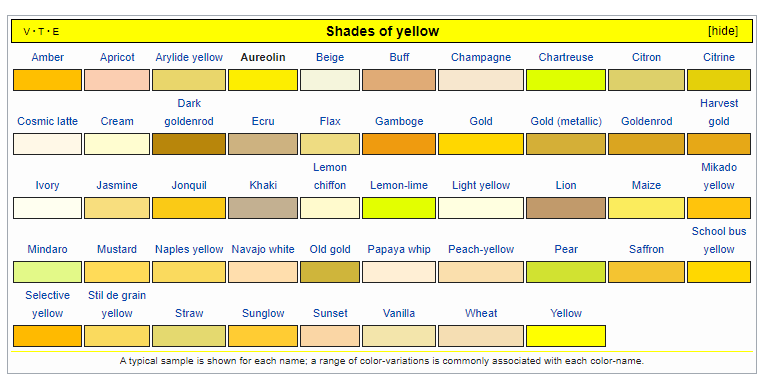 V · T · E Shades of yellow [hide]
Amber Apricot Arylide yellow Aureolin Beige Buff Champagne Chartreuse Citron Citrine
Dark Harvest
Cosmic latte Cream goldenrod Ecru Flax Gamboge Gold Gold (metallic) Goldenrod gold
Lemon Mikado
Ivory Jasmine Jonquil Khaki chiffon Lemon-lime Light yellow Lion Maize yellow
School bus
Mindaro Mustard Naples yellow Navajo white Old gold Papaya whip Peach-yellow Pear Saffron yellow
Selective Stil de grain
yellow yellow Straw Sunglow Sunset Vanilla Wheat Yellow
A typical sample is shown for each name; a range of color-variations is commonly associated with each color-name.